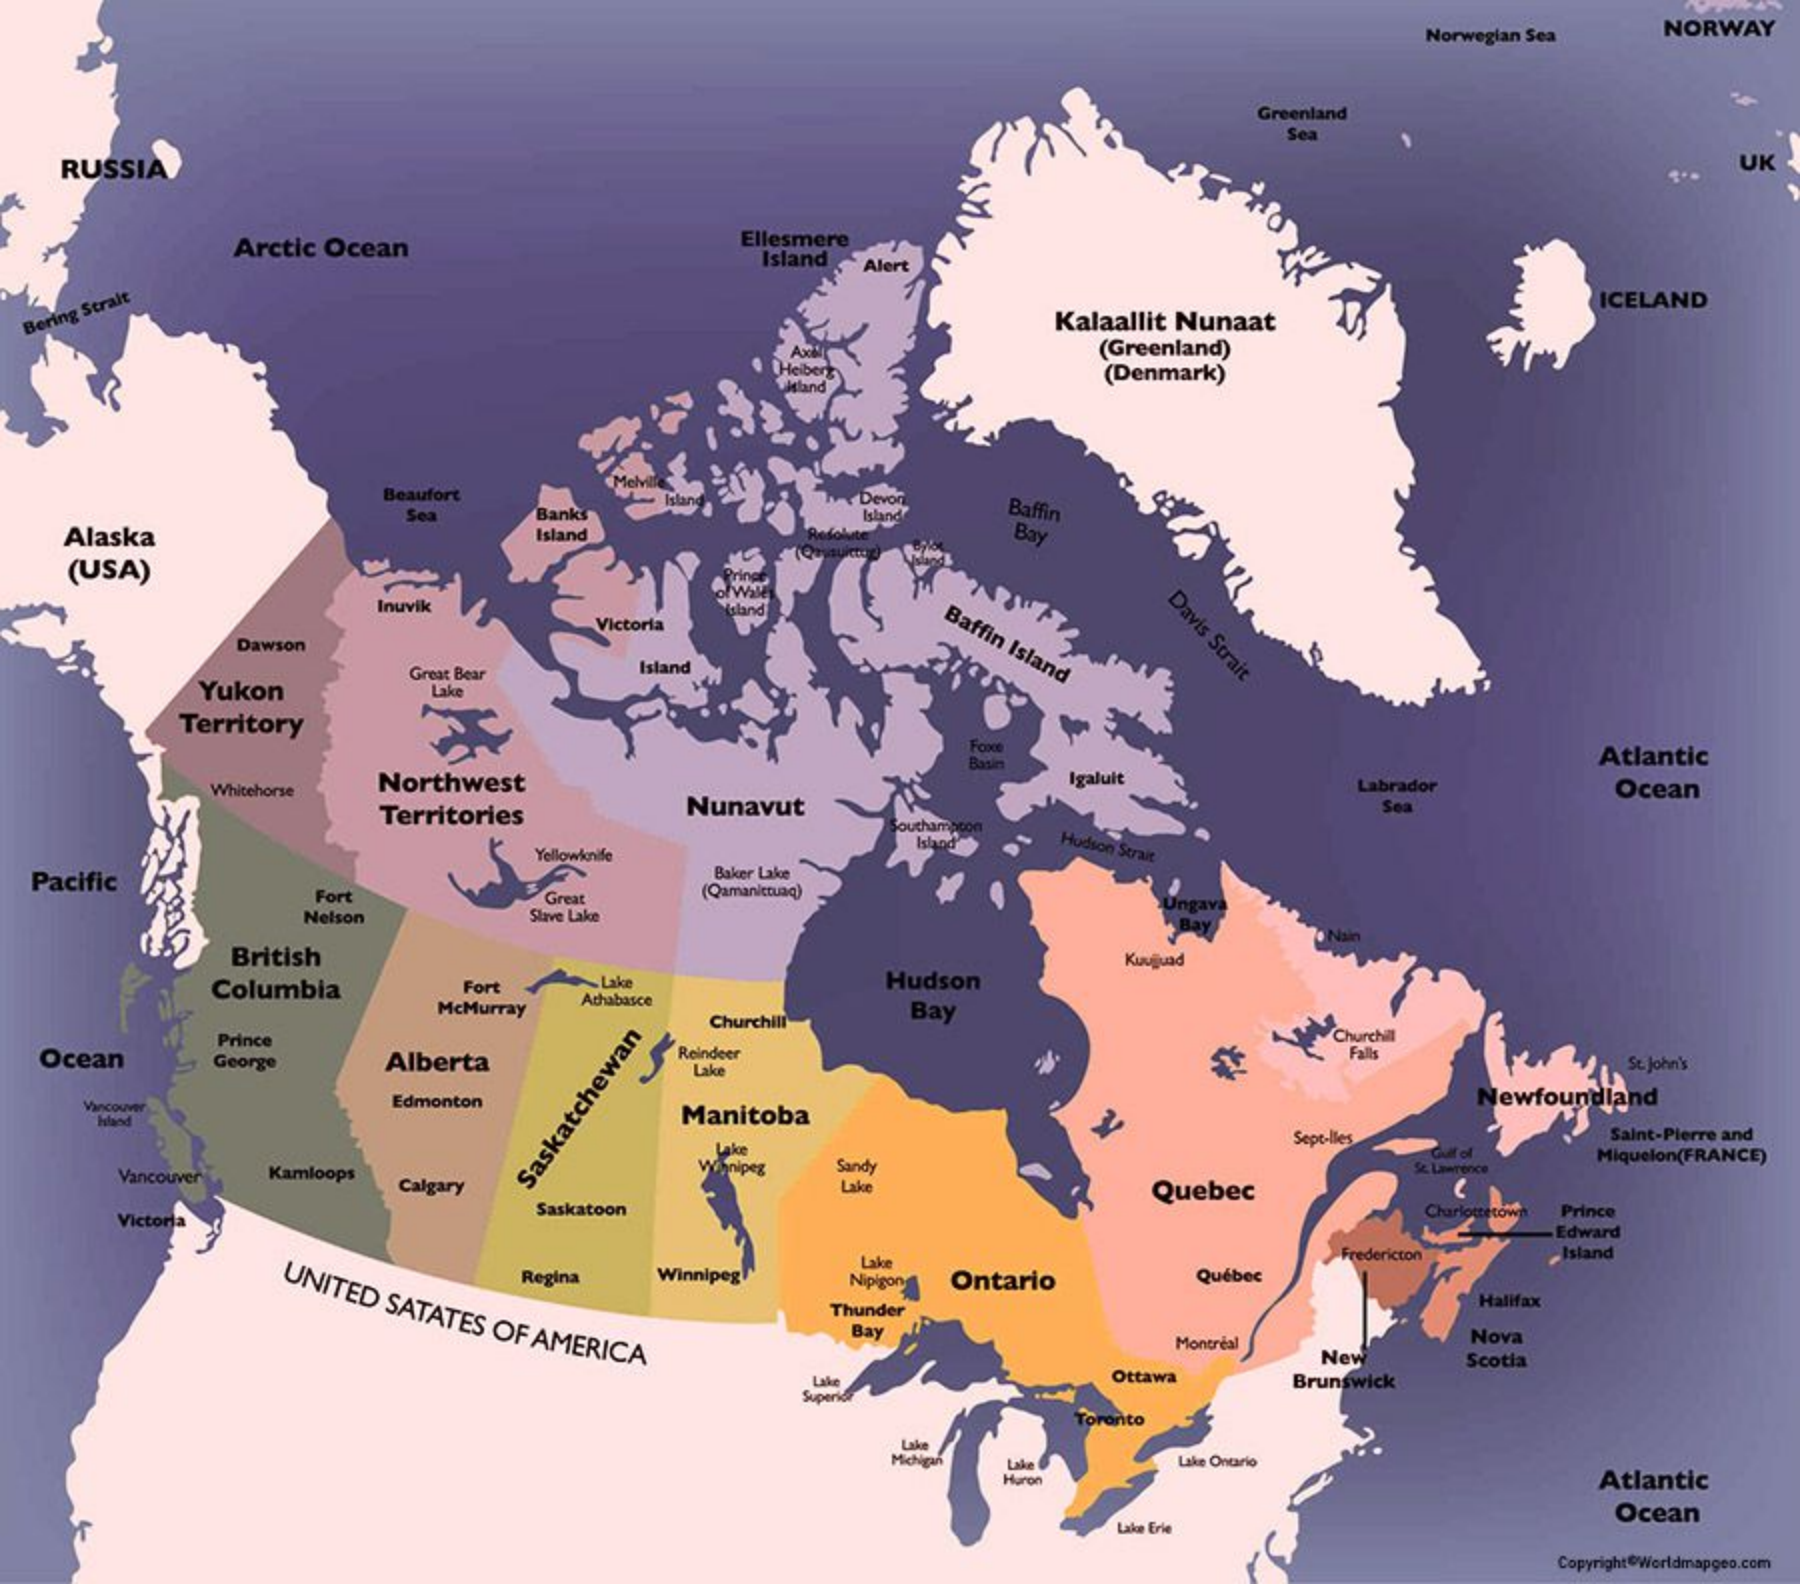 Norwegian Sea
NORWAY
Greenland
Sea
UK
RUSSIA
Arctic Ocean
Ellesmere
Island
Alert
Bering Strait
ICELAND
Kalaallit Nunaat
(Greenland)
(Denmark)
Axel
Heiberg
Island
Beaufort
Sea
Melville
Island
Devon
Island
Banks
Island
Baffin
Bay
Resolute
(Qausuittuq)
Bylot
Island
Alaska
(USA)
Prince
of Wales
Island
Inuvik
Victoria
Island
Baffin Island
Davis Strait
Dawson
Great Bear
Lake
Yukon
Territory
Foxe
Basin
Igaluit
Atlantic
Ocean
Whitehorse
Northwest
Territories
Nunavut
Labrador
Sea
Southampton
Island
Hudson Strait
Yellowknife
Great
Slave Lake
Baker Lake
(Qamanittuaq)
Pacific
Fort
Nelson
Ungava
Bay
Nain
Kuujjuad
British
Columbia
Fort
McMurray
Lake
Athabasce
Hudson
Bay
Churchill
Prince
George
Ocean
Alberta
Saskatchewan
Reindeer
Lake
Churchill
Falls
St. John's
Edmonton
Manitoba
Newfoundland
Vancouver
Island
Sept-Iles
Saint-Pierre and
Miquelon(FRANCE)
Lake
Winnipeg
Gulf of
St. Lawrence
Vancouver
Kamloops
Calgary
Sandy
Lake
Quebec
Victoria
Saskatoon
Charlottetown
Prince
Edward
Island
Fredericton
Regina
Winnipeg
Lake
Nipigon
Ontario
Québec
Thunder
Bay
Halifax
UNITED SATATES OF AMERICA
Montréal
Nova
Scotia
New
Brunswick
Lake
Superior
Ottawa
Toronto
Lake
Michigan
Lake
Huron
Lake Ontario
Lake Erie
Atlantic
Ocean
Copyright©Worldmapgeo.com